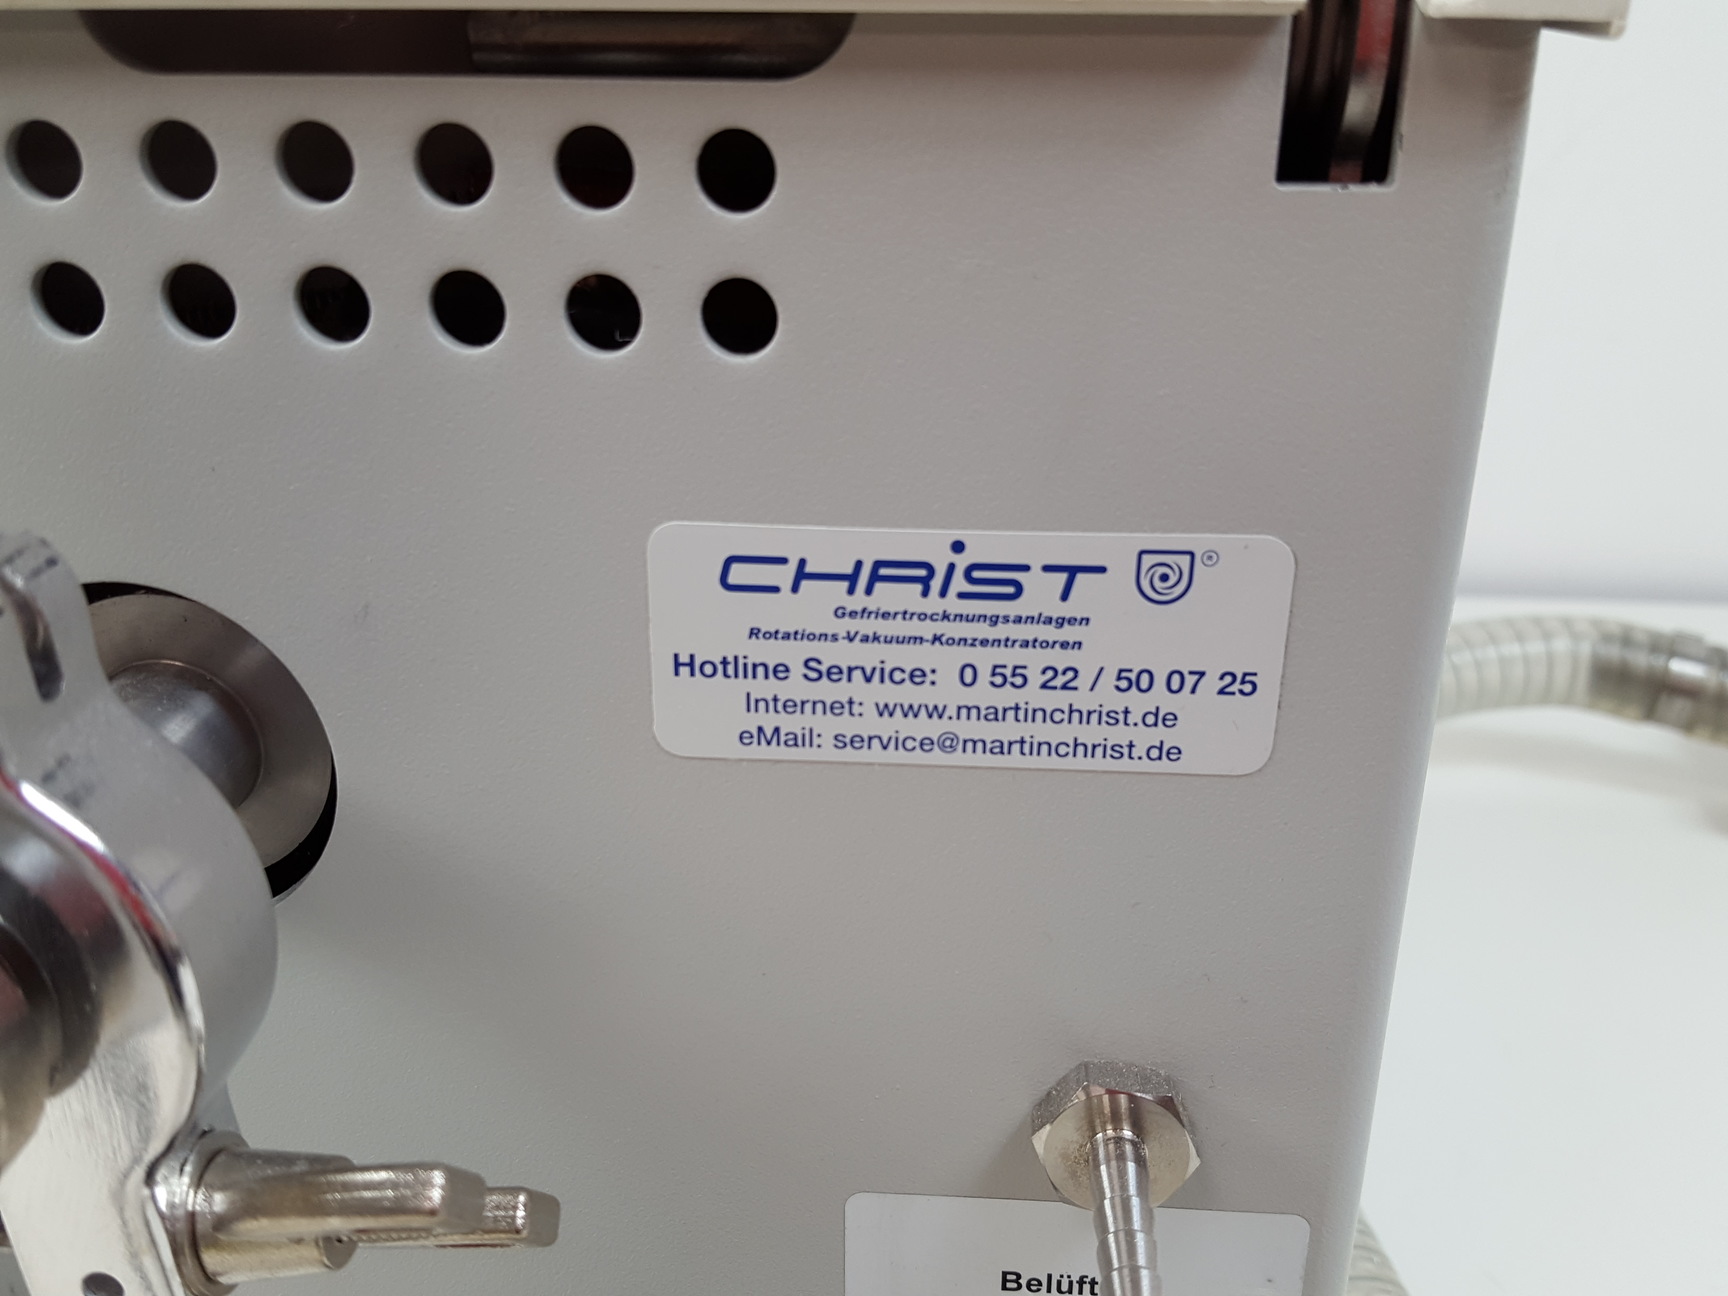 CHRIST ®
Gefriertrocknungsanlagen
Rotations-Vakuum-Konzentratoren
Hotline Service: 0 55 22 / 50 07 25
Internet: www.martinchrist.de
eMail: service@martinchrist.de
Belüft